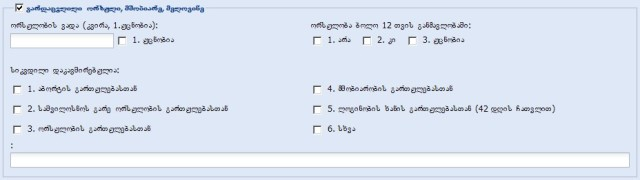 გარდაცვლილი ორსული, მშობიარე, მელოგინე
ორსულობის ვადა (კვირა, 1.უცნობია):
1. უცნობია
ორსულობა ბოლო 12 თვის განმავლობაში:
1. არა 2. კი 3. უცნობია
სიკვდილი დაკავშირებულია:
1. აბორტის გართულებასთან
4. მშობიარობის გართულებასთან
2. საშვილოსნოს გარე ორსულობის გართულებასთან
5. ლოგინობის ხანის გართულებასთან (42 დღის ჩათვლით)
3. ორსულობის გართულებასთან
6. სხვა
: